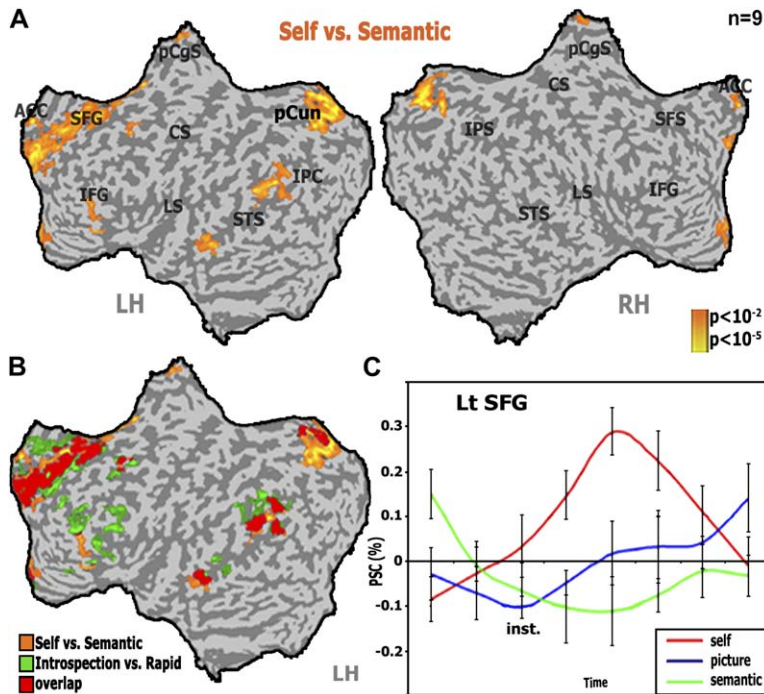 A
Self vs. Semantic
n=9
pCgS
pCgS
ACC
SFG
CS
pCun
IPC
IFG
LS
STS
LH
CS
ACC
IPS
SFS
LS
IFG
STS
RH
p<10-2
p<10-5
B
Self vs. Semantic
Introspection vs. Rapid
overlap
LH
C
Lt SFG
0.3
0.2
0.1
0
-0.1
-0.2
PSC (%)
inst.
Time
self
picture
semantic